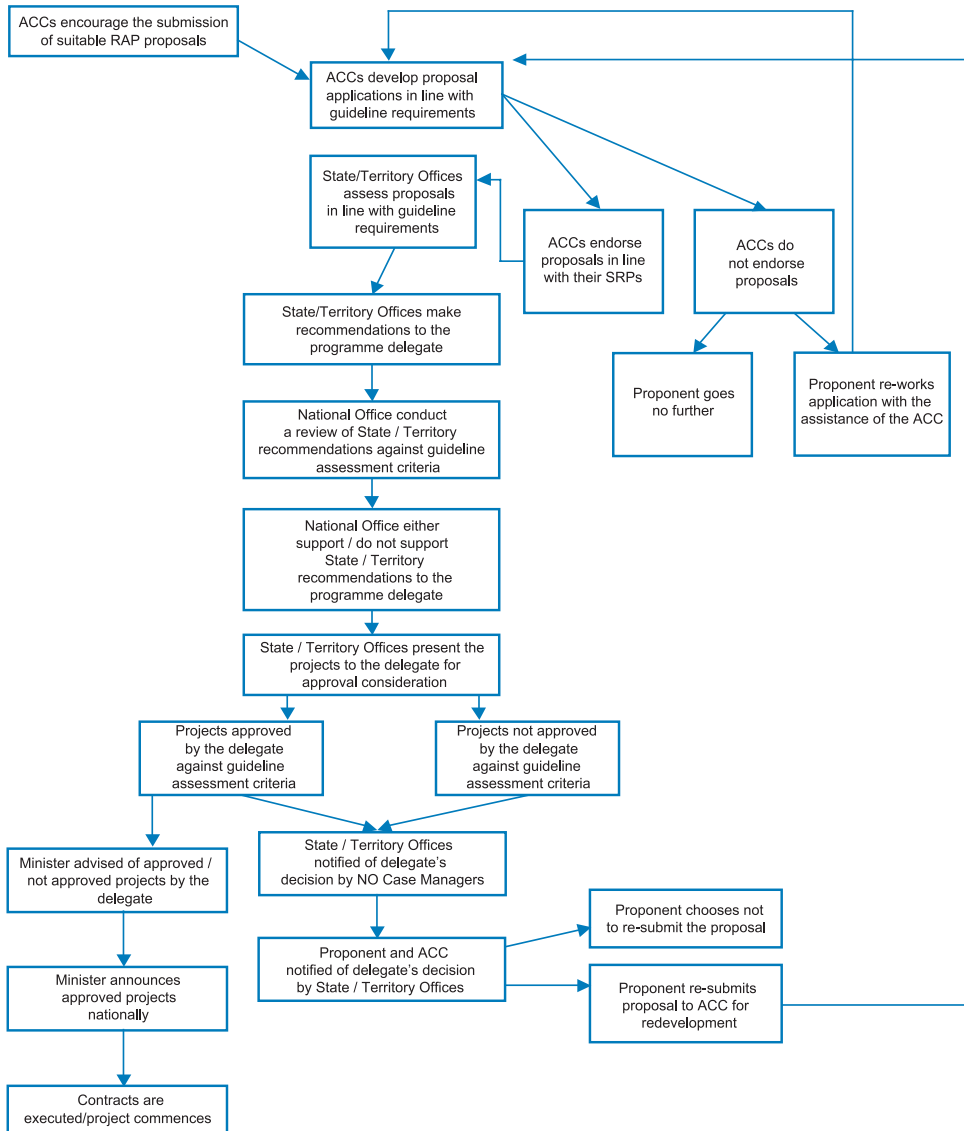 ACCs encourage the submission
of suitable RAP proposals
ACCs develop proposal
applications in line with
guideline requirements
State/Territory Offices
assess proposals
in line with guideline
requirements
ACCs endorse
proposals in line
with their SRPs
ACCs do
not endorse
proposals
State/Territory Offices make
recommendations to the
programme delegate
Proponent goes
no further
Proponent re-works
application with the
assistance of the ACC
National Office conduct
a review of State / Territory
recommendations against guideline
assessment criteria
National Office either
support / do not support
State / Territory
recommendations to the
programme delegate
State / Territory Offices present the
projects to the delegate for
approval consideration
Projects approved
by the delegate
against guideline
assessment criteria
Projects not approved
by the delegate
against guideline
assessment criteria
Minister advised of approved /
not approved projects by the
delegate
State / Territory Offices
notified of delegate's
decision by NO Case Managers
Proponent chooses not
to re-submit the proposal
Proponent and ACC
notified of delegate's decision
by State / Territory Offices
Minister announces
approved projects
nationally
Proponent re-submits
proposal to ACC for
redevelopment
Contracts are
executed/project commences